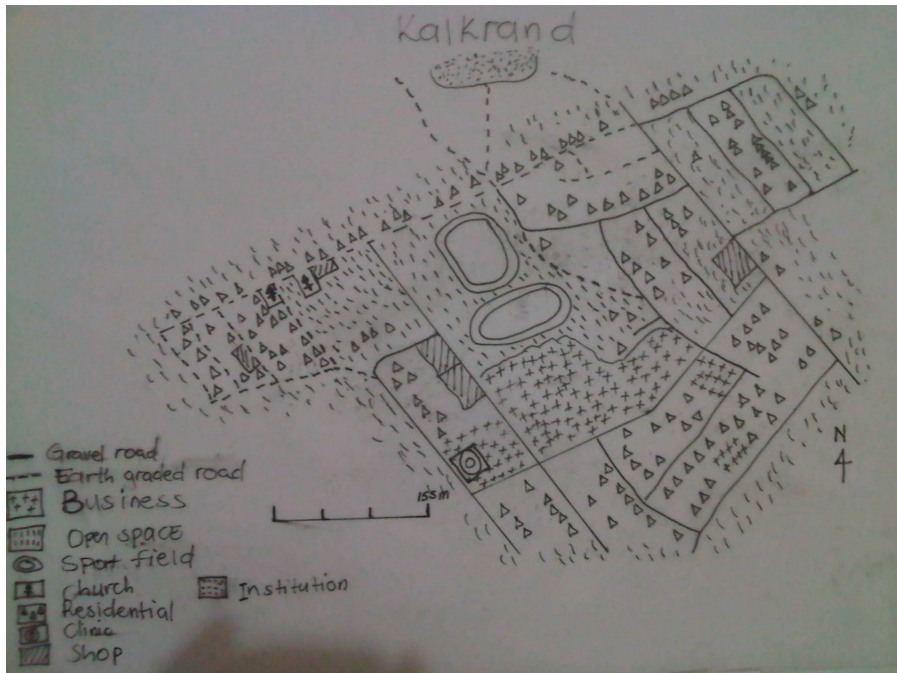 Kalkrand
N
Gravel road
Earth graded road
Business
155m
Open space
Sport field
Church
Institution
Residential
Clinic
Shop